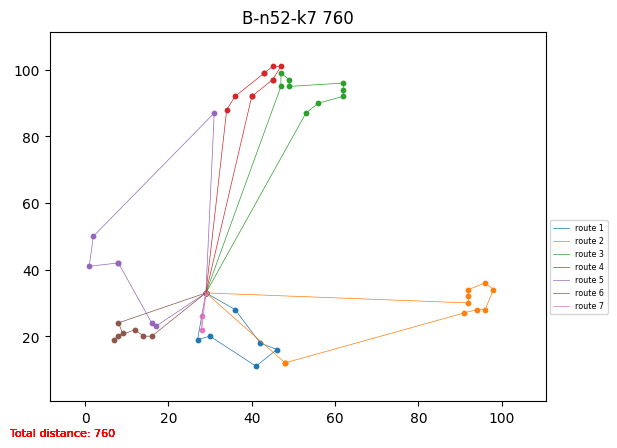 B-n52-k7 760
100
80
60
40
20
0 20 40 60 80 100
route 1
route 2
route 3
route 4
route 5
route 6
route 7
Total distance: 760